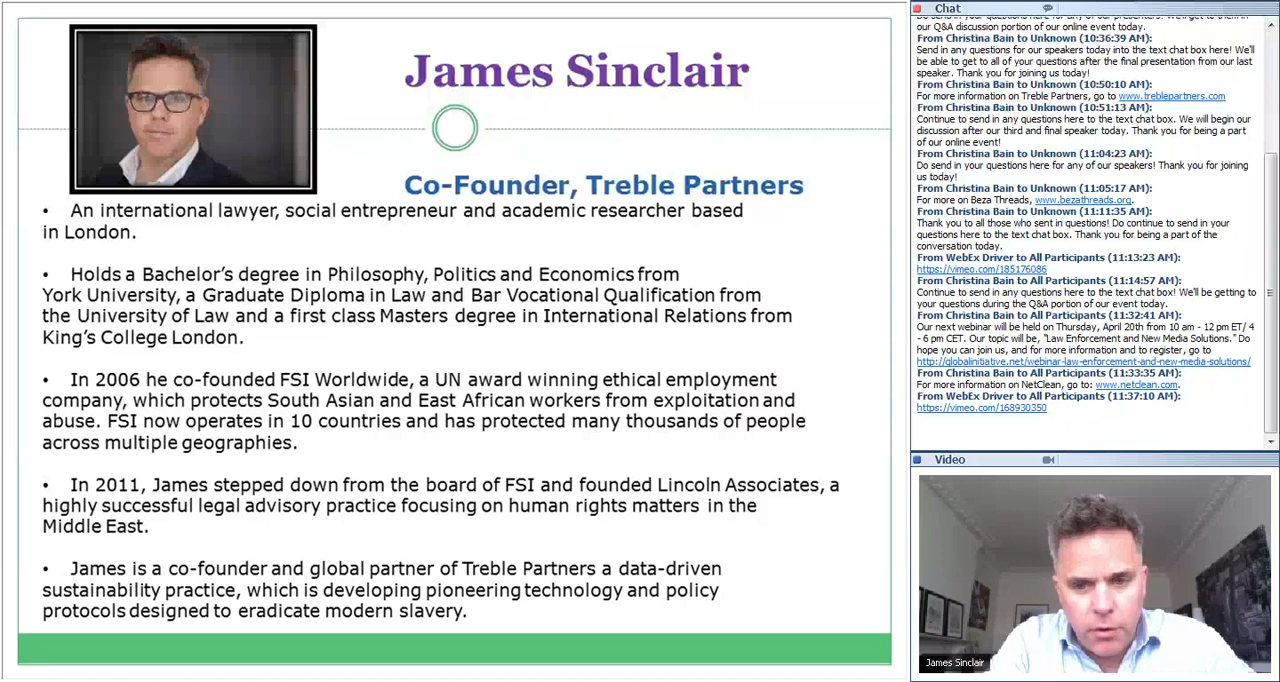 James Sinclair
Co-Founder, Treble Partners
• An international lawyer, social entrepreneur and academic researcher based
in London.
• Holds a Bachelor’s degree in Philosophy, Politics and Economics from
York University, a Graduate Diploma in Law and Bar Vocational Qualification from
the University of Law and a first class Masters degree in International Relations from
King’s College London.
• In 2006 he co-founded FSI Worldwide, a UN award winning ethical employment
company, which protects South Asian and East African workers from exploitation and
abuse. FSI now operates in 10 countries and has protected many thousands of people
across multiple geographies.
• In 2011, James stepped down from the board of FSI and founded Lincoln Associates, a
highly successful legal advisory practice focusing on human rights matters in the
Middle East.
• James is a co-founder and global partner of Treble Partners a data-driven
sustainability practice, which is developing pioneering technology and policy
protocols designed to eradicate modern slavery.
Chat
Do send in your questions here for any of our presenters! We'll get to them in
our Q&A discussion portion of our online event today.
From Christina Bain to Unknown (10:36:39 AM):
Send in any questions for our speakers today into the text chat box here! We'll
be able to get to all of your questions after the final presentation from our last
speaker. Thank you for joining us today!
From Christina Bain to Unknown (10:50:10 AM):
For more information on Treble Partners, go to www.treblepartners.com
From Christina Bain to Unknown (10:51:13 AM):
Continue to send in any questions to the text chat box. We will begin our
discussion after our third and final speaker today. Thank you for being a part
of our online event!
From Christina Bain to Unknown (11:04:23 AM):
Do send in your questions here for any of our speakers! Thank you for joining
us today!
From Christina Bain to Unknown (11:05:17 AM):
For more on Beza Threads, www.bezathreads.org.
From Christina Bain to Unknown (11:11:35 AM):
Thank you to all those who sent in questions! Do continue to send in your
questions here to the text chat box. Thank you for being a part of the
conversation today.
From WebEx Driver to All Participants (11:13:23 AM):
https://vimeo.com/185176086
From Christina Bain to All Participants (11:14:57 AM):
Continue to send in any questions here to the text chat box! We'll be getting to
your questions during the Q&A portion of our event today.
From Christina Bain to All Participants (11:32:41 AM):
Our next webinar will be held on Thursday, April 20th from 10 am - 12 pm ET/ 4
- 6 pm CET. Our topic will be, "Law Enforcement and New Media Solutions." Do
hope you can join us, and for more information and to register, go to
http://globalinitiative.net/webinar-law-enforcement-and-new-media-solutions/
From Christina Bain to All Participants (11:33:35 AM):
For more information on NetClean, go to: www.netclean.com.
From WebEx Driver to All Participants (11:37:10 AM):
https://vimeo.com/168930350
Video
James Sinclair